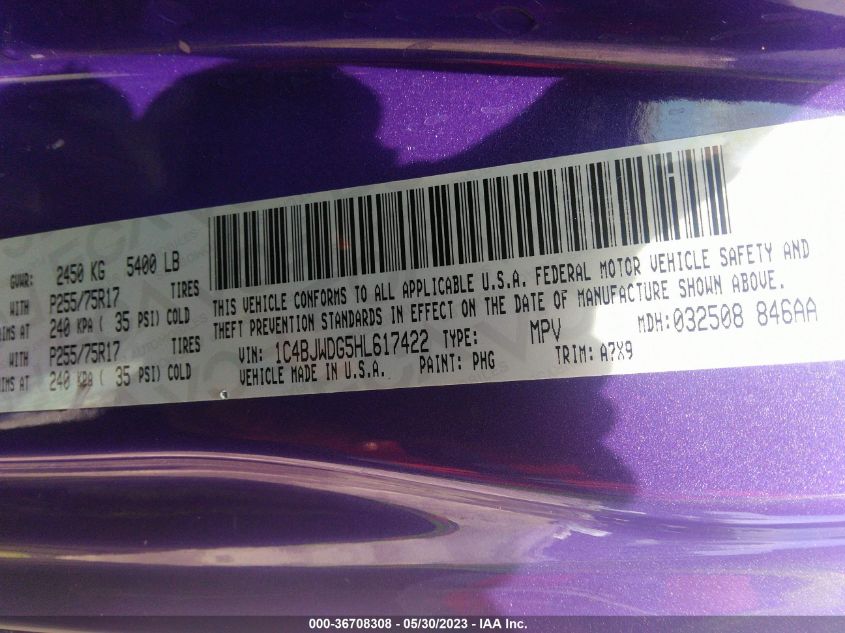 GVWR: 2450 KG 5400 LB
WITH P255/75R17 TIRES
IMS AT 240 KPA ( 35 PSI) COLD
WITH P255/75R17 TIRES
IMS AT 240 KPA ( 35 PSI) COLD
THIS VEHICLE CONFORMS TO ALL APPLICABLE U.S.A. FEDERAL MOTOR VEHICLE SAFETY AND
THEFT PREVENTION STANDARDS IN EFFECT ON THE DATE OF MANUFACTURE SHOWN ABOVE.
VIN: 1C4BJWDG5HL617422 TYPE: MPV MDH:032508 846AA
VEHICLE MADE IN U.S.A. PAINT: PHG TRIM: A7X9
000-36708308 - 05/30/2023 - IAA Inc.